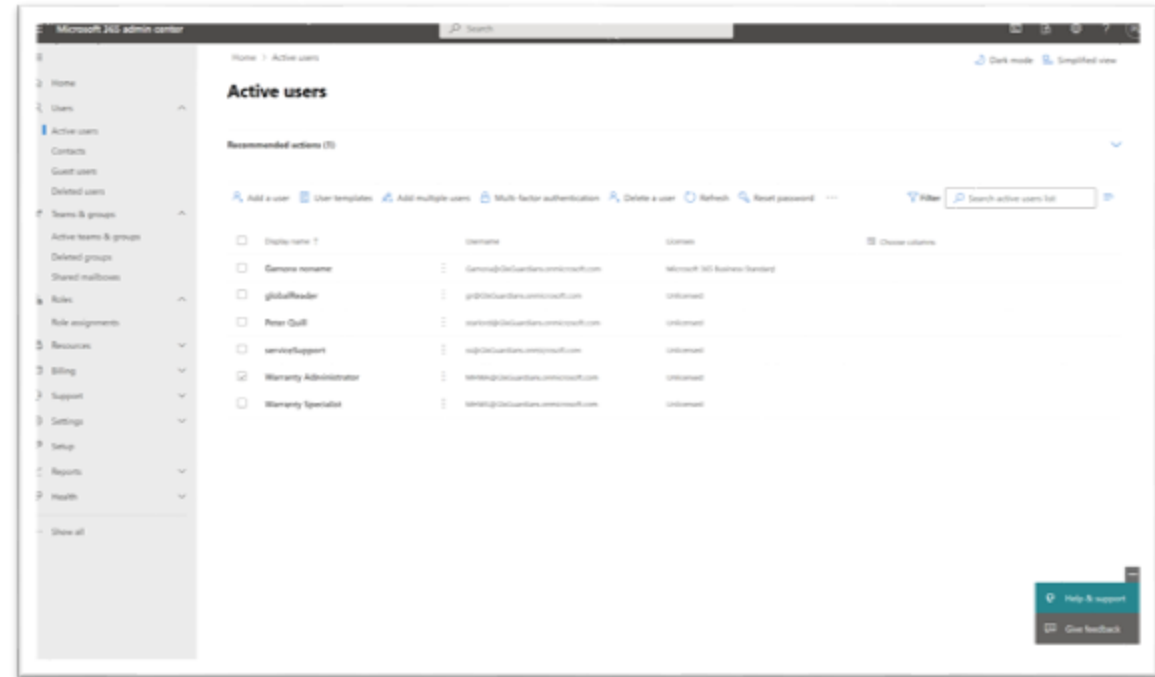 Microsoft 365 admin center
Search
Home > Active users
Dark mode
Simplified view
Home
Users
Active users
Contacts
Guest users
Deleted users
Teams & groups
Active teams & groups
Deleted groups
Shared mailboxes
Roles
Role assignments
Resources
Billing
Support
Settings
Setup
Reports
Health
Show all
Active users
Recommended actions (1)
Add a user
User templates
Add multiple users
Multi-factor authentication
Delete a user
Refresh
Reset password
Filter
Search active users list
Display name ↑
Username
Licenses
Choose columns
Gamora noname
Microsoft 365 Business Standard
globalReader
Unlicensed
Peter Quill
Unlicensed
serviceSupport
Unlicensed
Warranty Administrator
Unlicensed
Warranty Specialist
Unlicensed
Help & support
Give feedback